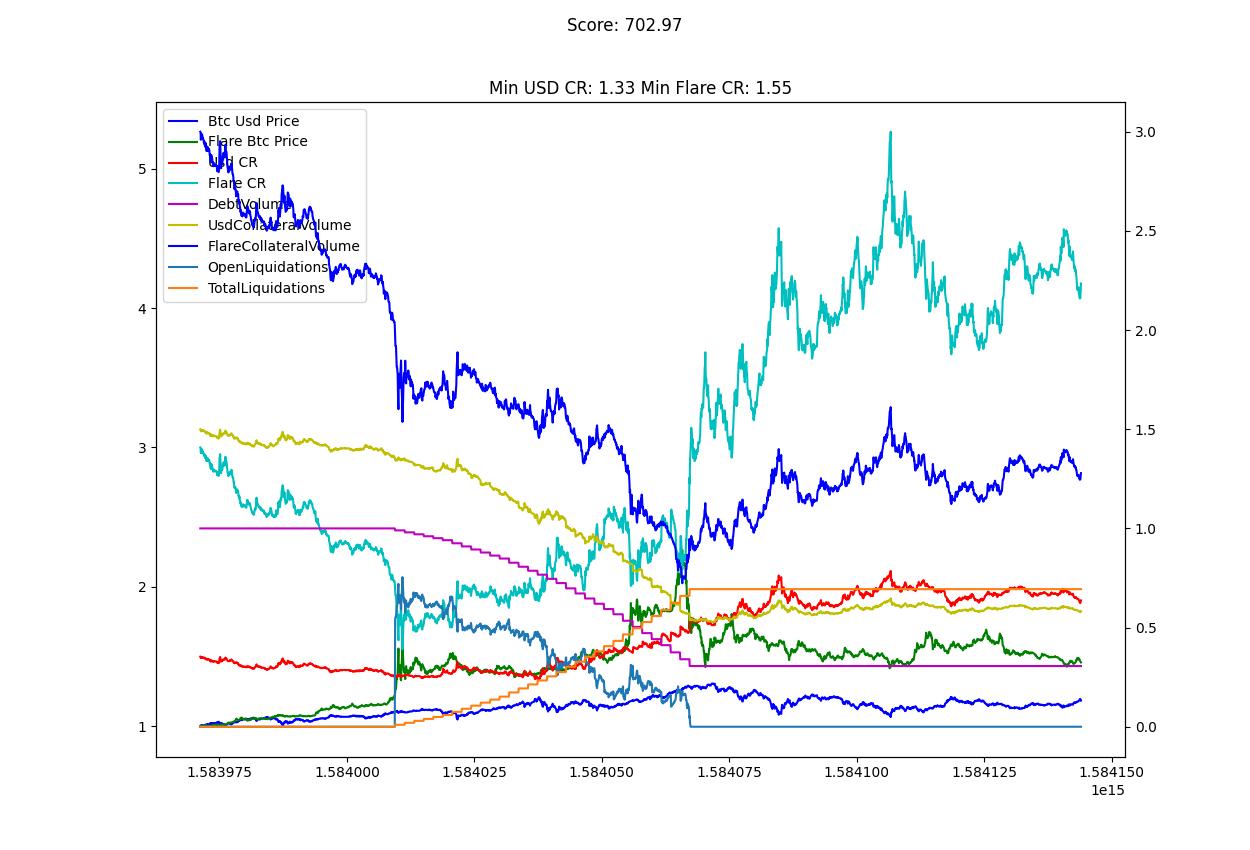 Score: 702.97
Min USD CR: 1.33 Min Flare CR: 1.55
Btc Usd Price
Flare Btc Price
Usd CR
Flare CR
DebtVolume
UsdCollateralVolume
FlareCollateralVolume
OpenLiquidations
TotalLiquidations
5
4
3
2
1
3.0
2.5
2.0
1.5
1.0
0.5
0.0
1.583975
1.584000
1.584025
1.584050
1.584075
1.584100
1.584125
1.584150
1e15